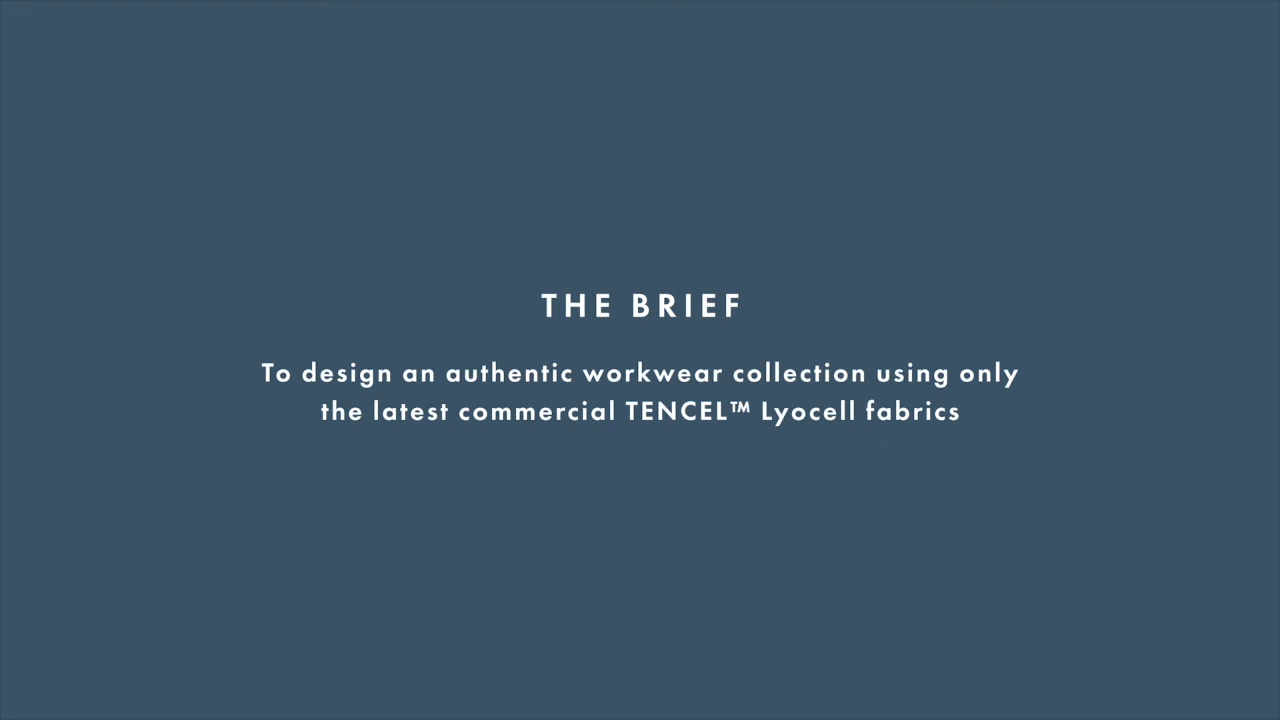 THE BRIEF
To design an authentic workwear collection using only
the latest commercial TENCEL™ Lyocell fabrics